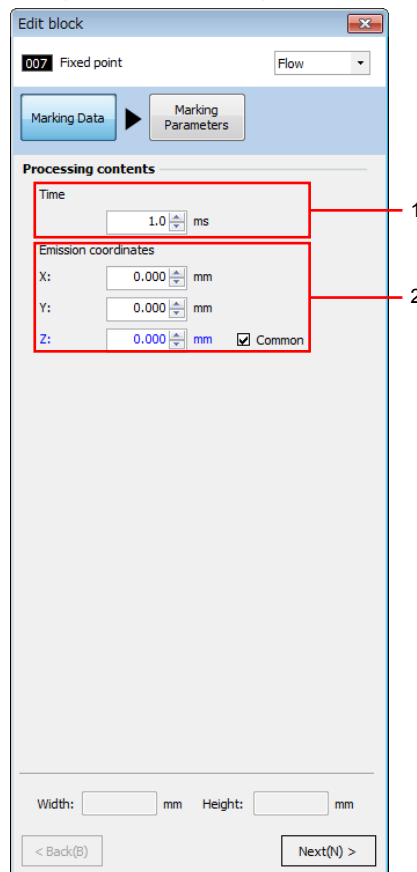 Edit block
007 Fixed point Flow
Marking Data Marking Parameters
Processing contents
Time
1.0 ms
1
Emission coordinates
X: 0.000 mm
2
Y: 0.000 mm
Z: 0.000 mm Common
Width: mm Height: mm
< Back(B) Next(N) >